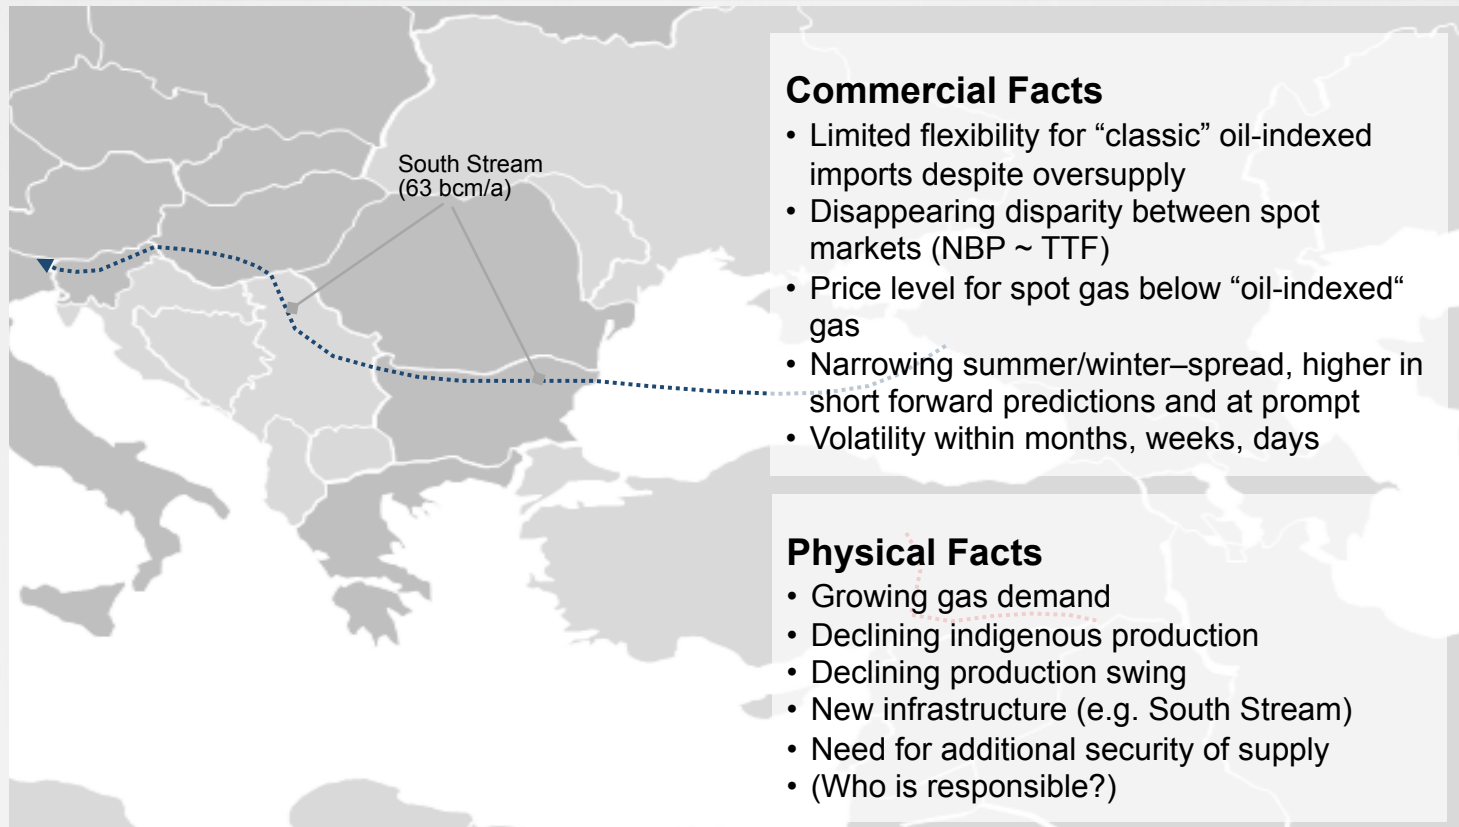 South Stream
(63 bcm/a)
Commercial Facts
• Limited flexibility for “classic” oil-indexed
imports despite oversupply
• Disappearing disparity between spot
markets (NBP ~ TTF)
• Price level for spot gas below “oil-indexed“
gas
• Narrowing summer/winter–spread, higher in
short forward predictions and at prompt
• Volatility within months, weeks, days
Physical Facts
• Growing gas demand
• Declining indigenous production
• Declining production swing
• New infrastructure (e.g. South Stream)
• Need for additional security of supply
• (Who is responsible?)